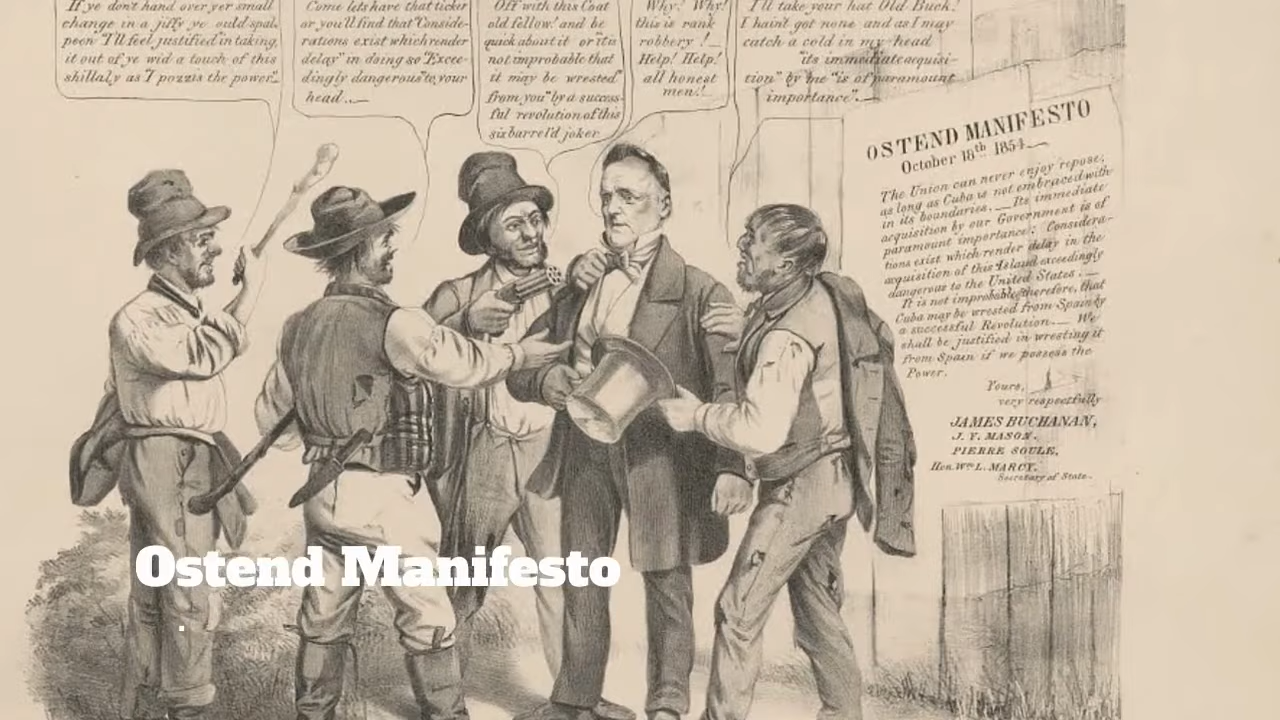 If ye don't hand over yer small
change in a jiffy ye ould spal-
peen "I'll feel justified" in taking,
it out of ye wid a touch of this
shillaly as "I pozzis the power".
Come lets have that ticker
or you'll find that "Conside-
rations exist which render
delay" in doing so "Excee-
dingly dangerous" to your
head..
Off with this Coat
old fellow! and be
quick about it or "it is
not improbable that
it may be wrested"
from you" by a success-
ful revolution of this
six barrel'd joker
Why! Why!
this is rank
robbery !
Help! Help!
all honest
men!
I'll take your hat Old Buck!
I hain't got none and as I may
catch a cold in my head
"its immediate acquisi-
tion" by me "is of paramount
importance".
OSTEND MANIFESTO
October 18th 1854
The Union can never enjoy repose,
as long as Cuba is not embraced with
in its boundaries. __ Its immediate
acquisition by our Government is of
paramount importance; Considera-
tions exist which render delay in the
acquisition of this Island exceedingly
dangerous to the United States. __
It is not improbable therefore, that
Cuba may be wrested from Spain by
a successful Revolution. __ We
shall be justified in wresting it
from Spain if we possess the
Power.
Yours,
very respectfully
JAMES BUCHANAN,
J. Y. MASON.
PIERRE SOULE,
Hon. Wm L. MARCY.
Secretary of State.
Ostend Manifesto